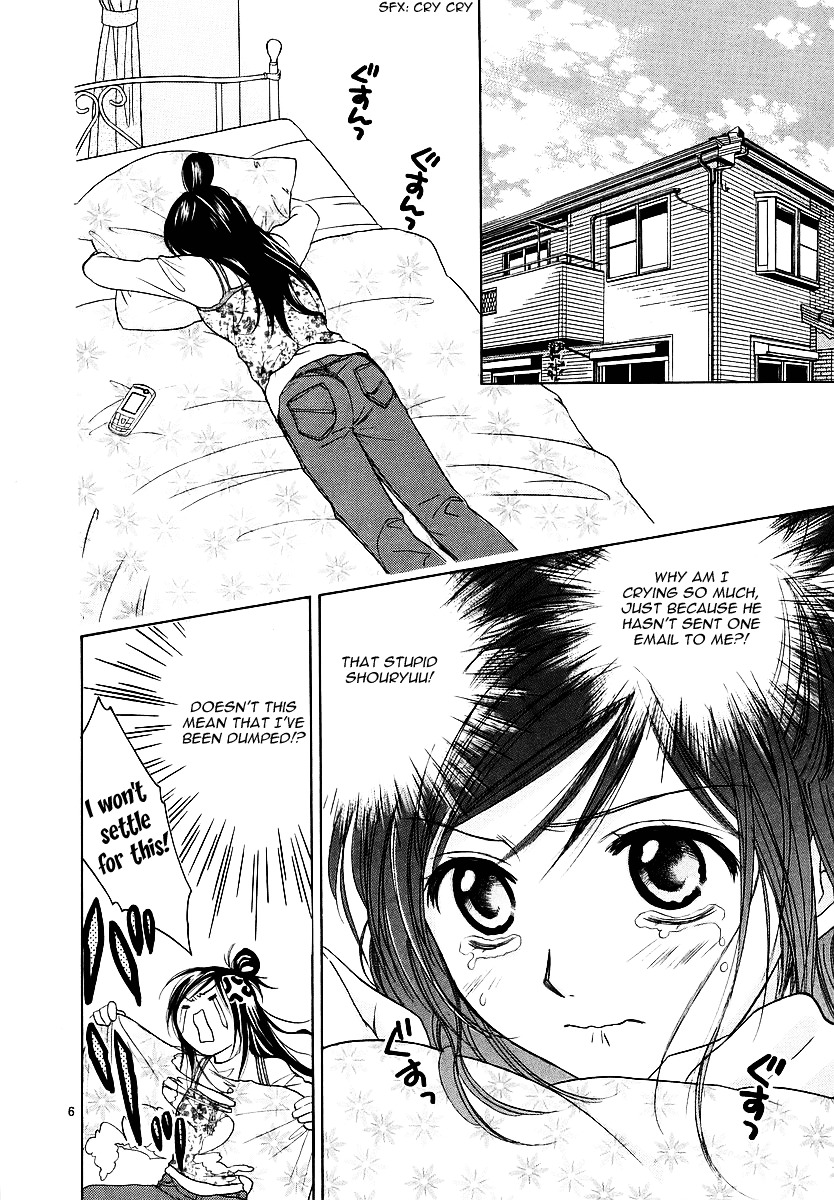 SFX: CRY CRY
ぐすんっ
ぐすんっ
WHY AM I
CRYING SO MUCH,
JUST BECAUSE HE
HASN'T SENT ONE
EMAIL TO ME?!
THAT STUPID
SHOURYUU!
ぐすっ
ぐすっ
DOESN'T THIS
MEAN THAT I'VE
BEEN DUMPED!?
I won't
settle
for this!
6